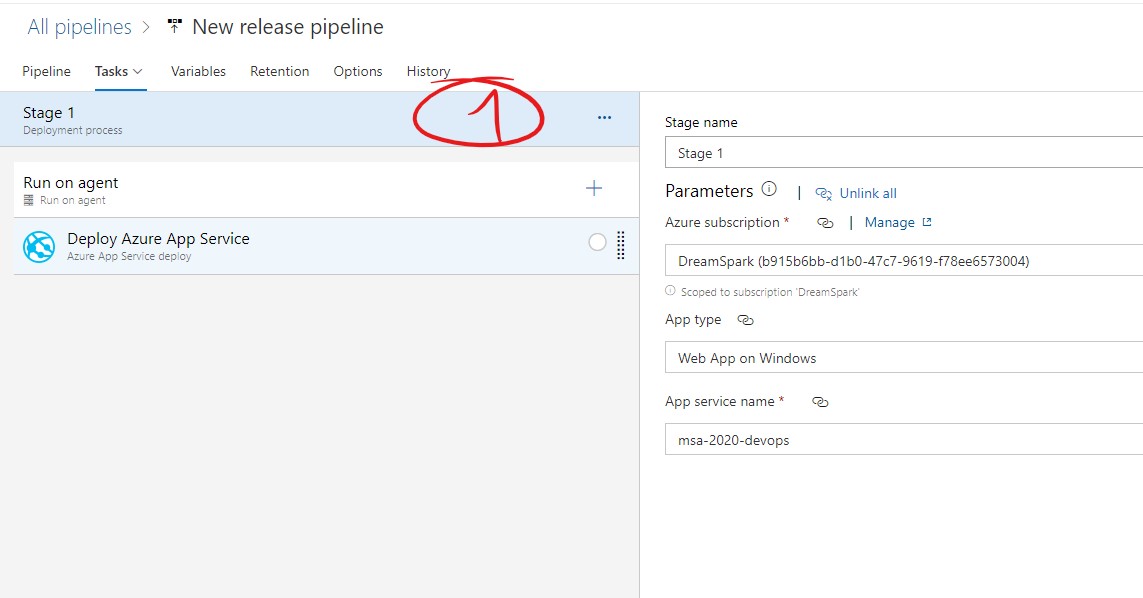 All pipelines > New release pipeline
Pipeline Tasks Variables Retention Options History
Stage 1
Deployment process
1
...
Run on agent
Run on agent
Deploy Azure App Service
Azure App Service deploy
Stage name
Stage 1
Parameters | Unlink all
Azure subscription * | Manage
DreamSpark (b915b6bb-d1b0-47c7-9619-f78ee6573004)
Scoped to subscription 'DreamSpark'
App type
Web App on Windows
App service name *
msa-2020-devops